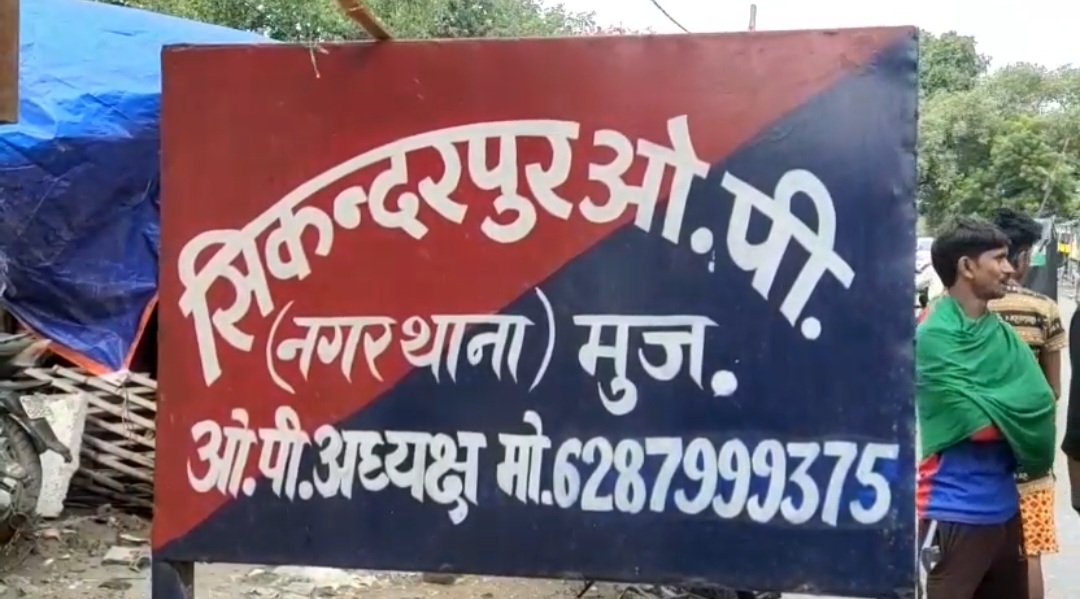 सिकन्दरपुर ओ.पी.
(नगर थाना) मुज.
ओ.पी.अध्यक्ष मो.6287999375